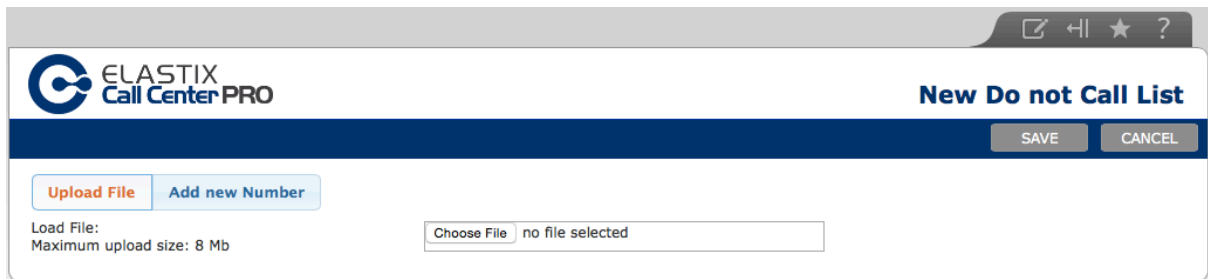 ?
ELASTIX
Call Center PRO
New Do not Call List
SAVE CANCEL
Upload File Add new Number
Load File:
Maximum upload size: 8 Mb
Choose File no file selected